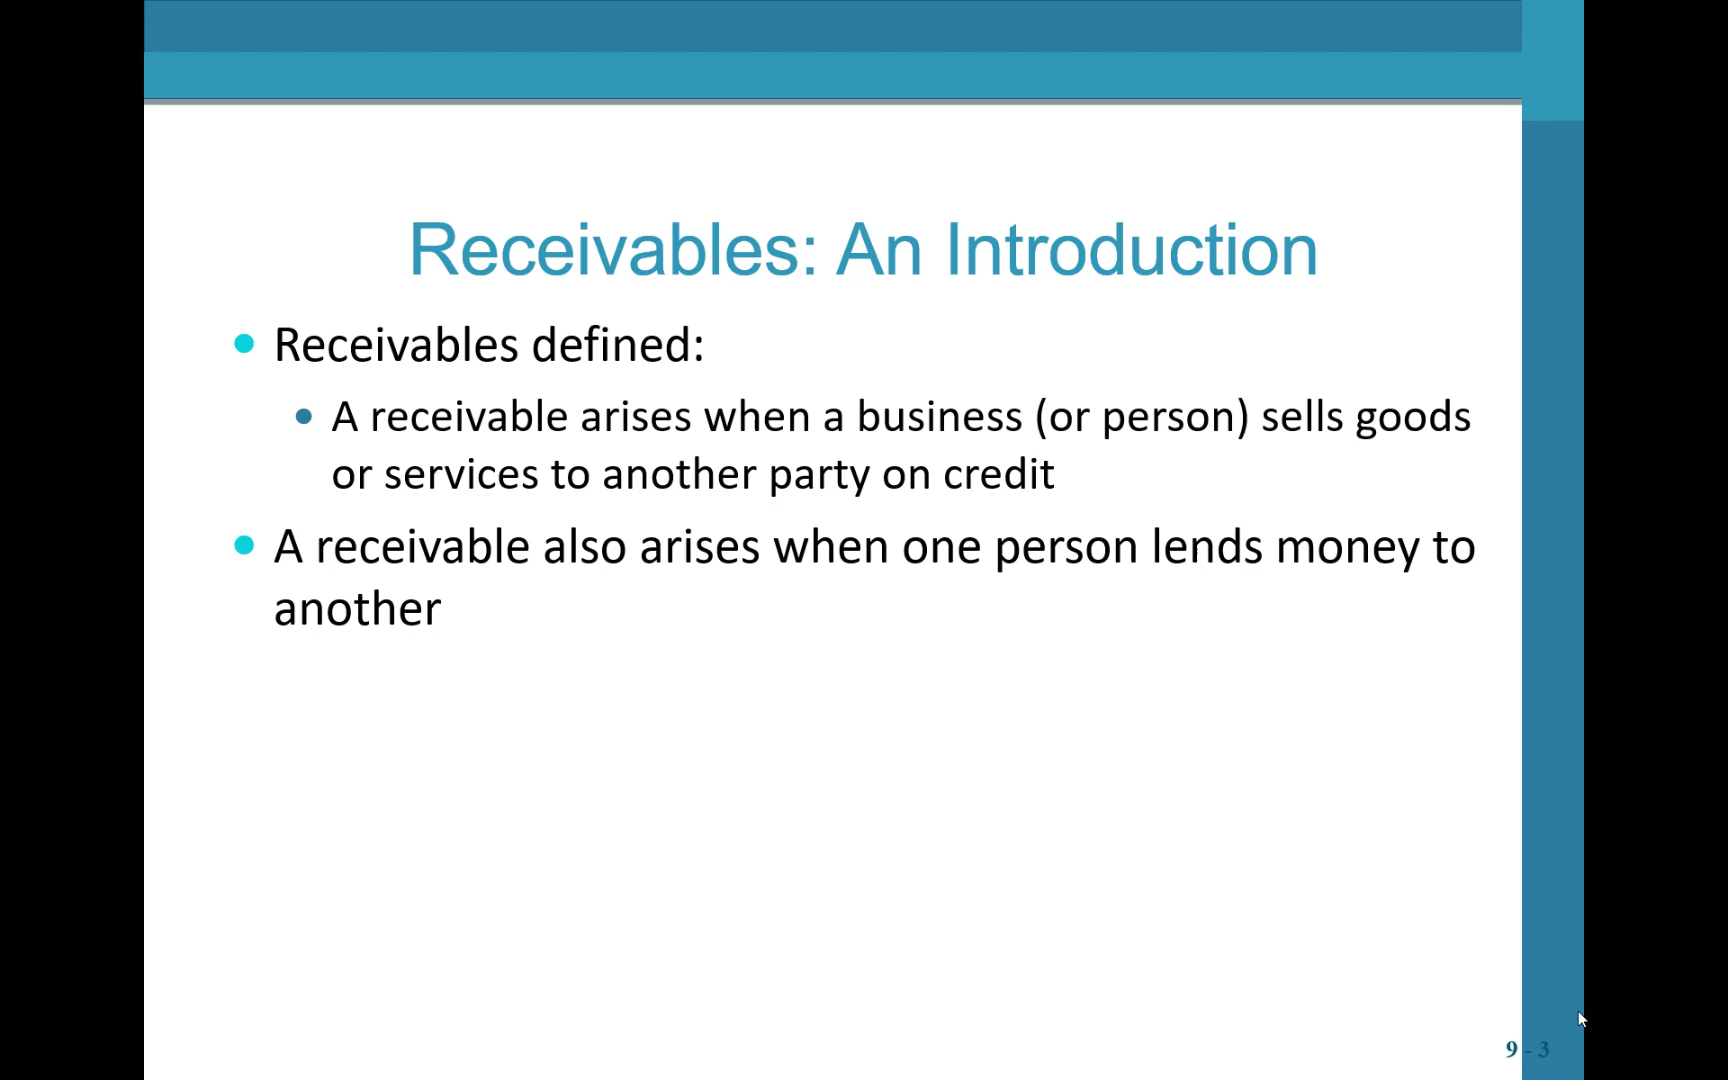 Receivables: An Introduction
• Receivables defined:
• A receivable arises when a business (or person) sells goods
or services to another party on credit
• A receivable also arises when one person lends money to
another
9 - 3